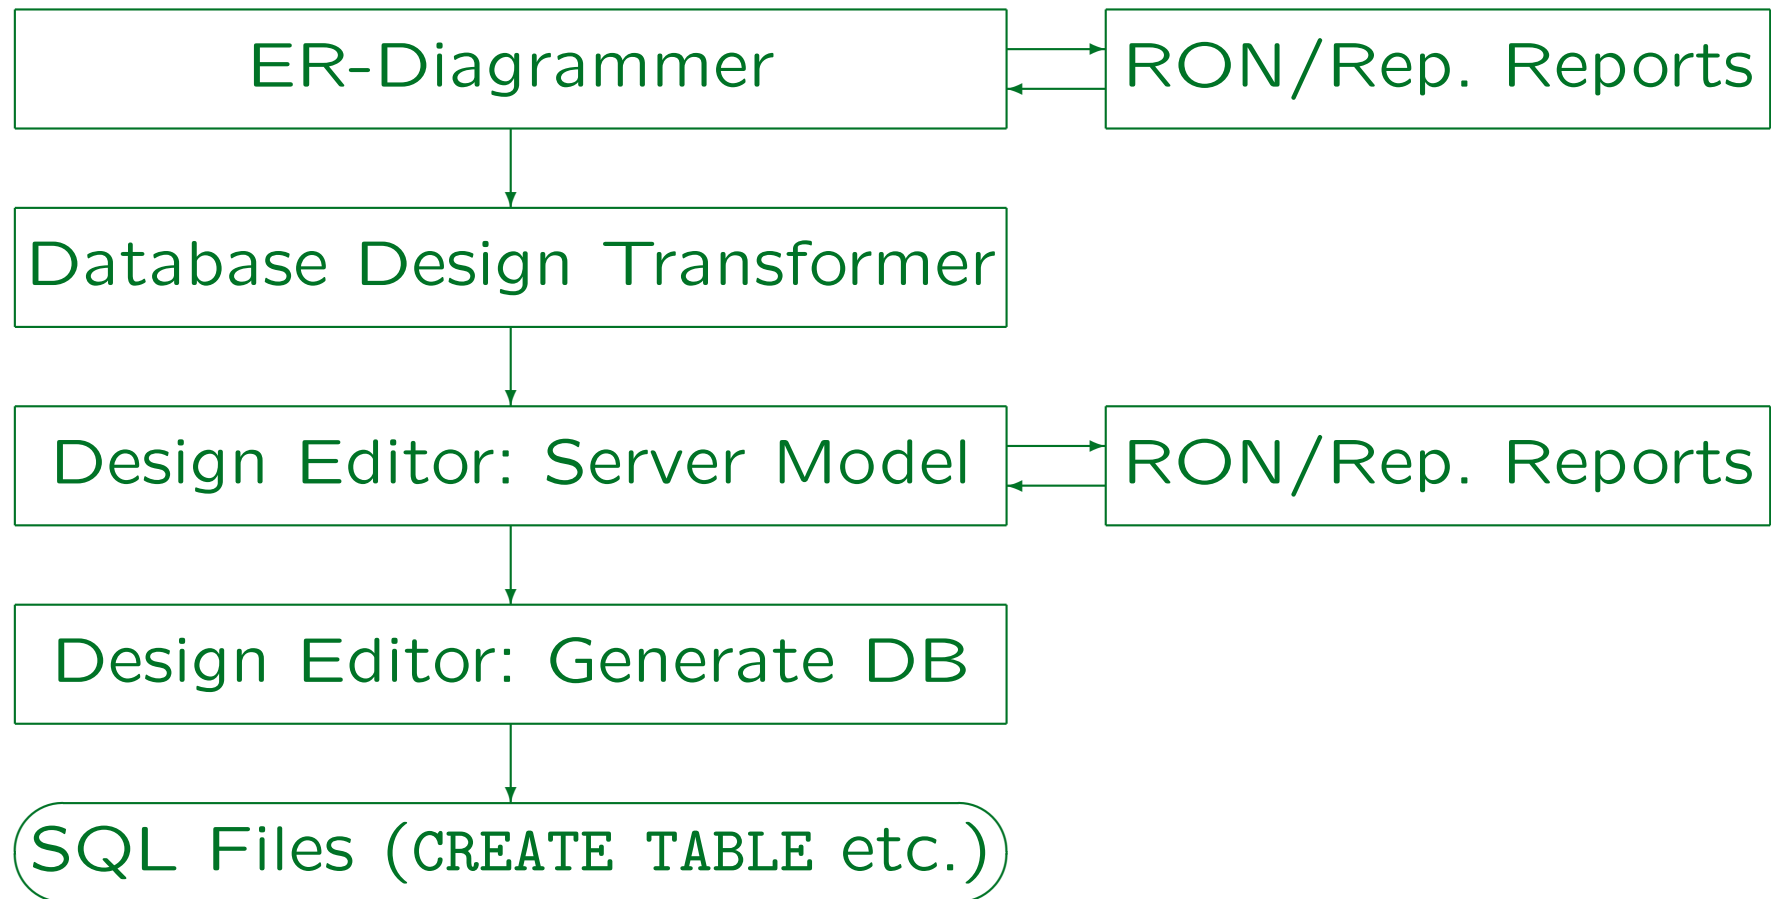 ER-Diagrammer
RON/Rep. Reports
Database Design Transformer
Design Editor: Server Model
RON/Rep. Reports
Design Editor: Generate DB
SQL Files (CREATE TABLE etc.)